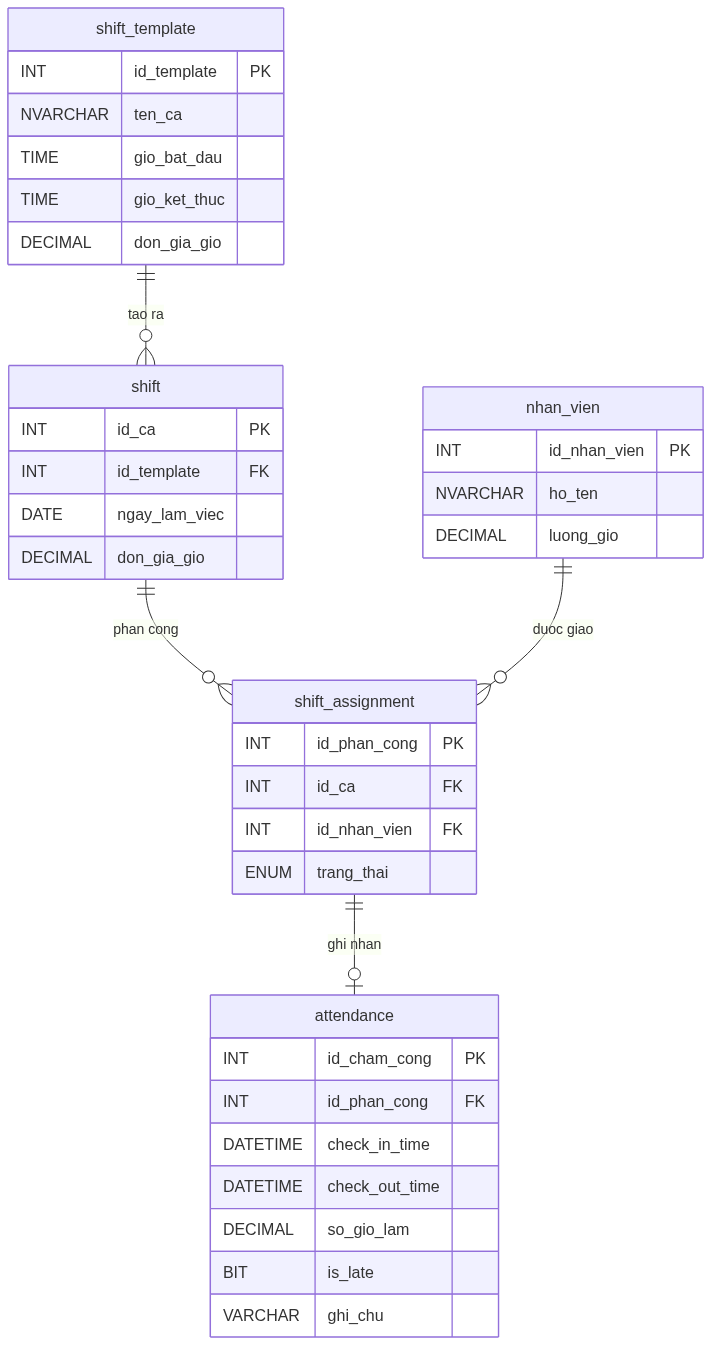 shift_template
INT id_template PK
NVARCHAR ten_ca
TIME gio_bat_dau
TIME gio_ket_thuc
DECIMAL don_gia_gio
tao ra
shift
INT id_ca PK
INT id_template FK
DATE ngay_lam_viec
DECIMAL don_gia_gio
nhan_vien
INT id_nhan_vien PK
NVARCHAR ho_ten
DECIMAL luong_gio
phan cong
duoc giao
shift_assignment
INT id_phan_cong PK
INT id_ca FK
INT id_nhan_vien FK
ENUM trang_thai
ghi nhan
attendance
INT id_cham_cong PK
INT id_phan_cong FK
DATETIME check_in_time
DATETIME check_out_time
DECIMAL so_gio_lam
BIT is_late
VARCHAR ghi_chu